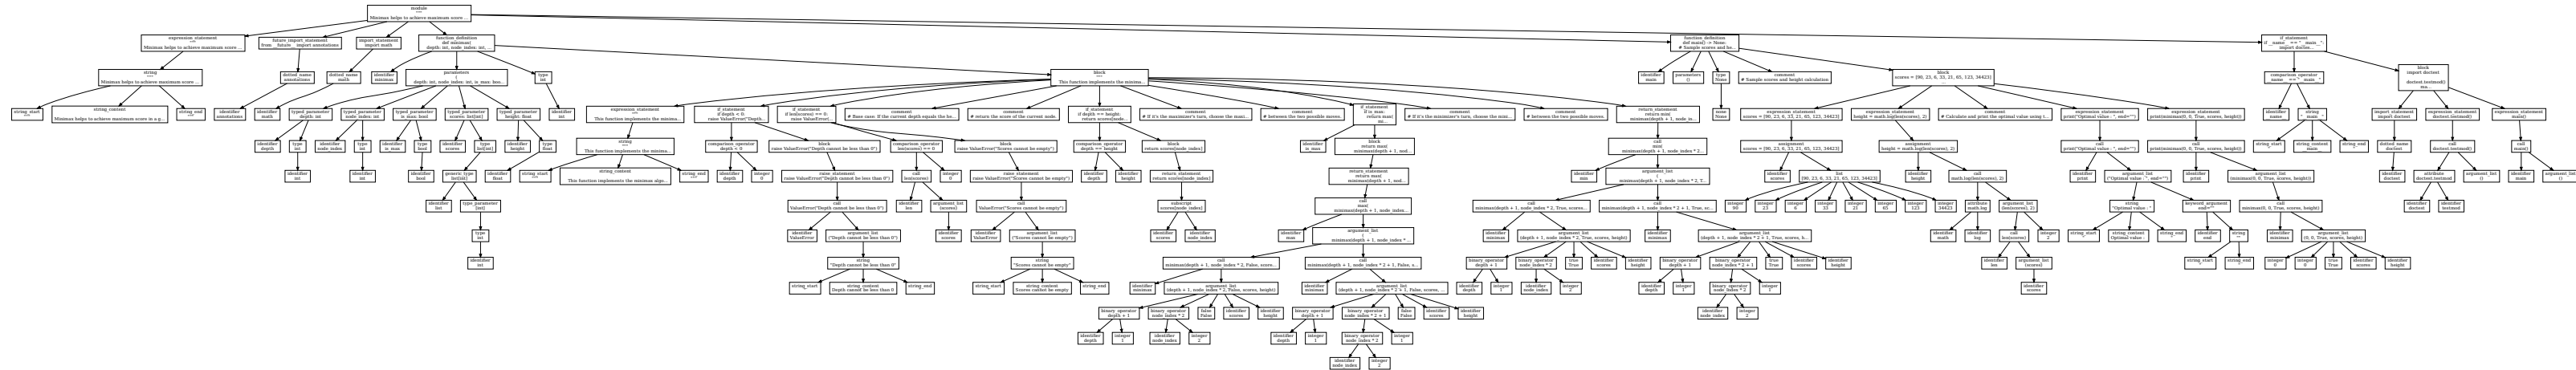 module
"""
Minimax helps to achieve maximum score ...
expression_statement
"""
Minimax helps to achieve maximum score ...
future_import_statement
from __future__ import annotations
import_statement
import math
function_definition
def minimax(
depth: int, node_index: int, ...
function_definition
def main() -> None:
# Sample scores and he...
if_statement
if __name__ == "__main__":
import doctes...
string
"""
Minimax helps to achieve maximum score ...
dotted_name
annotations
dotted_name
math
identifier
minimax
parameters
(
depth: int, node_index: int, is_max: boo...
type
int
block
"""
This function implements the minima...
identifier
main
parameters
()
type
None
comment
# Sample scores and height calculation
block
scores = [90, 23, 6, 33, 21, 65, 123, 34423]
...
comparison_operator
__name__ == "__main__"
block
import doctest

doctest.testmod()
ma...
string_start
"""
string_content
Minimax helps to achieve maximum score in a g...
string_end
"""
identifier
annotations
identifier
math
typed_parameter
depth: int
typed_parameter
node_index: int
typed_parameter
is_max: bool
typed_parameter
scores: list[int]
typed_parameter
height: float
identifier
int
expression_statement
"""
This function implements the minima...
if_statement
if depth < 0:
raise ValueError("Depth...
if_statement
if len(scores) == 0:
raise ValueError(...
comment
# Base case: If the current depth equals the he...
comment
# return the score of the current node.
if_statement
if depth == height:
return scores[node...
comment
# If it's the maximizer's turn, choose the maxi...
comment
# between the two possible moves.
if_statement
if is_max:
return max(
mi...
comment
# If it's the minimizer's turn, choose the mini...
comment
# between the two possible moves.
return_statement
return min(
minimax(depth + 1, node_in...
none
None
expression_statement
scores = [90, 23, 6, 33, 21, 65, 123, 34423]
expression_statement
height = math.log(len(scores), 2)
comment
# Calculate and print the optimal value using t...
expression_statement
print("Optimal value : ", end="")
expression_statement
print(minimax(0, 0, True, scores, height))
identifier
__name__
string
"__main__"
import_statement
import doctest
expression_statement
doctest.testmod()
expression_statement
main()
identifier
depth
type
int
identifier
node_index
type
int
identifier
is_max
type
bool
identifier
scores
type
list[int]
identifier
height
type
float
string
"""
This function implements the minima...
comparison_operator
depth < 0
block
raise ValueError("Depth cannot be less than 0")
comparison_operator
len(scores) == 0
block
raise ValueError("Scores cannot be empty")
comparison_operator
depth == height
block
return scores[node_index]
identifier
is_max
block
return max(
minimax(depth + 1, nod...
call
min(
minimax(depth + 1, node_index * 2...
assignment
scores = [90, 23, 6, 33, 21, 65, 123, 34423]
assignment
height = math.log(len(scores), 2)
call
print("Optimal value : ", end="")
call
print(minimax(0, 0, True, scores, height))
string_start
"
string_content
__main__
string_end
"
dotted_name
doctest
call
doctest.testmod()
call
main()
identifier
int
identifier
int
identifier
bool
generic_type
list[int]
identifier
float
string_start
"""
string_content
This function implements the minimax algo...
string_end
"""
identifier
depth
integer
0
raise_statement
raise ValueError("Depth cannot be less than 0")
call
len(scores)
integer
0
raise_statement
raise ValueError("Scores cannot be empty")
identifier
depth
identifier
height
return_statement
return scores[node_index]
return_statement
return max(
minimax(depth + 1, nod...
identifier
min
argument_list
(
minimax(depth + 1, node_index * 2, T...
identifier
scores
list
[90, 23, 6, 33, 21, 65, 123, 34423]
identifier
height
call
math.log(len(scores), 2)
identifier
print
argument_list
("Optimal value : ", end="")
identifier
print
argument_list
(minimax(0, 0, True, scores, height))
identifier
doctest
attribute
doctest.testmod
argument_list
()
identifier
main
argument_list
()
identifier
list
type_parameter
[int]
call
ValueError("Depth cannot be less than 0")
identifier
len
argument_list
(scores)
call
ValueError("Scores cannot be empty")
subscript
scores[node_index]
call
max(
minimax(depth + 1, node_index...
call
minimax(depth + 1, node_index * 2, True, scores...
call
minimax(depth + 1, node_index * 2 + 1, True, sc...
integer
90
integer
23
integer
6
integer
33
integer
21
integer
65
integer
123
integer
34423
attribute
math.log
argument_list
(len(scores), 2)
string
"Optimal value : "
keyword_argument
end=""
call
minimax(0, 0, True, scores, height)
identifier
doctest
identifier
testmod
type
int
identifier
ValueError
argument_list
("Depth cannot be less than 0")
identifier
scores
identifier
ValueError
argument_list
("Scores cannot be empty")
identifier
scores
identifier
node_index
identifier
max
argument_list
(
minimax(depth + 1, node_index * ...
identifier
minimax
argument_list
(depth + 1, node_index * 2, True, scores, height)
identifier
minimax
argument_list
(depth + 1, node_index * 2 + 1, True, scores, h...
identifier
math
identifier
log
call
len(scores)
integer
2
string_start
"
string_content
Optimal value :
string_end
"
identifier
end
string
""
identifier
minimax
argument_list
(0, 0, True, scores, height)
identifier
int
string
"Depth cannot be less than 0"
string
"Scores cannot be empty"
call
minimax(depth + 1, node_index * 2, False, score...
call
minimax(depth + 1, node_index * 2 + 1, False, s...
binary_operator
depth + 1
binary_operator
node_index * 2
true
True
identifier
scores
identifier
height
binary_operator
depth + 1
binary_operator
node_index * 2 + 1
true
True
identifier
scores
identifier
height
identifier
len
argument_list
(scores)
string_start
"
string_end
"
integer
0
integer
0
true
True
identifier
scores
identifier
height
string_start
"
string_content
Depth cannot be less than 0
string_end
"
string_start
"
string_content
Scores cannot be empty
string_end
"
identifier
minimax
argument_list
(depth + 1, node_index * 2, False, scores, height)
identifier
minimax
argument_list
(depth + 1, node_index * 2 + 1, False, scores, ...
identifier
depth
integer
1
identifier
node_index
integer
2
identifier
depth
integer
1
binary_operator
node_index * 2
integer
1
identifier
scores
binary_operator
depth + 1
binary_operator
node_index * 2
false
False
identifier
scores
identifier
height
binary_operator
depth + 1
binary_operator
node_index * 2 + 1
false
False
identifier
scores
identifier
height
identifier
node_index
integer
2
identifier
depth
integer
1
identifier
node_index
integer
2
identifier
depth
integer
1
binary_operator
node_index * 2
integer
1
identifier
node_index
integer
2